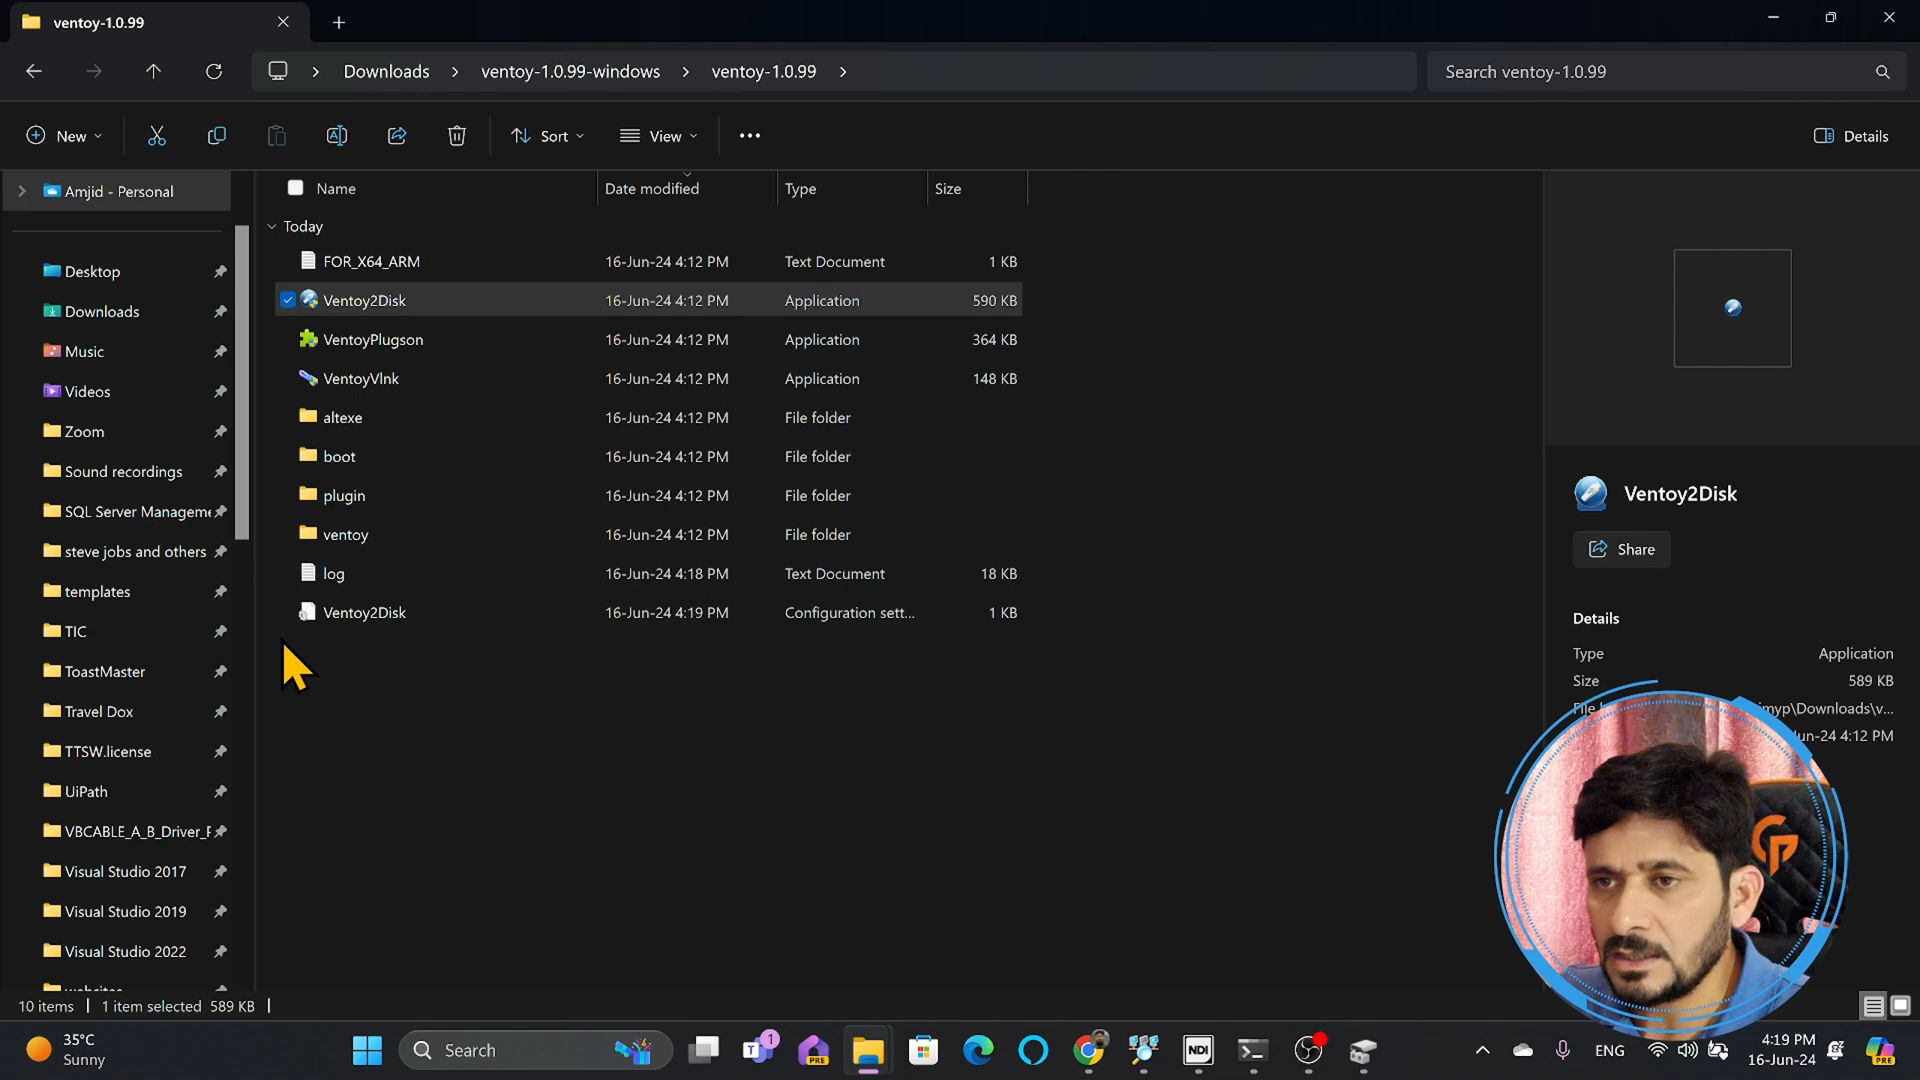 ventoy-1.0.99
Downloads
ventoy-1.0.99-windows
ventoy-1.0.99
Search ventoy-1.0.99
New
Sort
View
Details
Amjid - Personal
Desktop
Downloads
Music
Videos
Zoom
Sound recordings
SQL Server Manageme
steve jobs and others
templates
TIC
ToastMaster
Travel Dox
TTSW.license
UiPath
VBCABLE_A_B_Driver_F
Visual Studio 2017
Visual Studio 2019
Visual Studio 2022
Name Date modified Type Size
Today
FOR_X64_ARM 16-Jun-24 4:12 PM Text Document 1 KB
Ventoy2Disk 16-Jun-24 4:12 PM Application 590 KB
VentoyPlugson 16-Jun-24 4:12 PM Application 364 KB
VentoyVlnk 16-Jun-24 4:12 PM Application 148 KB
altexe 16-Jun-24 4:12 PM File folder
boot 16-Jun-24 4:12 PM File folder
plugin 16-Jun-24 4:12 PM File folder
ventoy 16-Jun-24 4:12 PM File folder
log 16-Jun-24 4:18 PM Text Document 18 KB
Ventoy2Disk 16-Jun-24 4:19 PM Configuration sett... 1 KB
Ventoy2Disk
Share
Details
Type Application
Size 589 KB
File imyp\Downloads\v...
un-24 4:12 PM
10 items 1 item selected 589 KB
35°C
Sunny
Search
1
PRE
NDI
ENG
4:19 PM
16-Jun-24
PRE